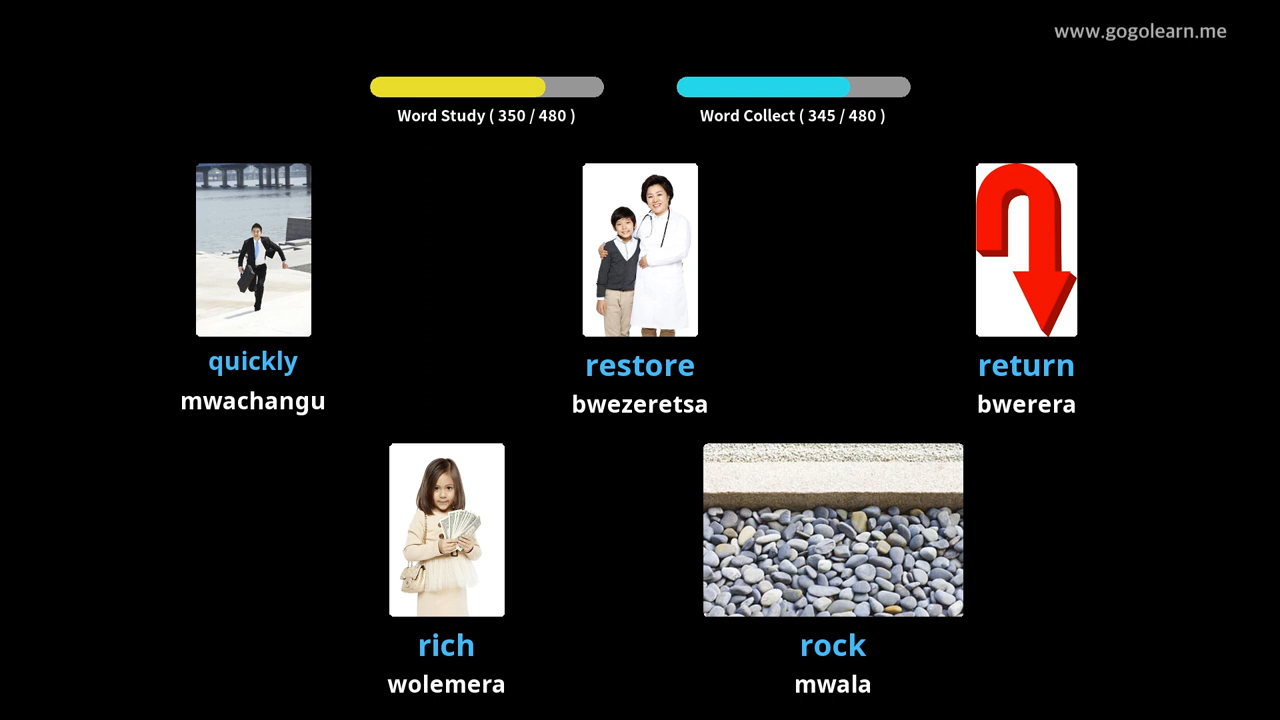 www.gogolearn.me
Word Study ( 350 / 480 )
Word Collect ( 345 / 480 )
quickly
mwachangu
restore
bwezeretsa
return
bwerera
rich
wolemera
rock
mwala